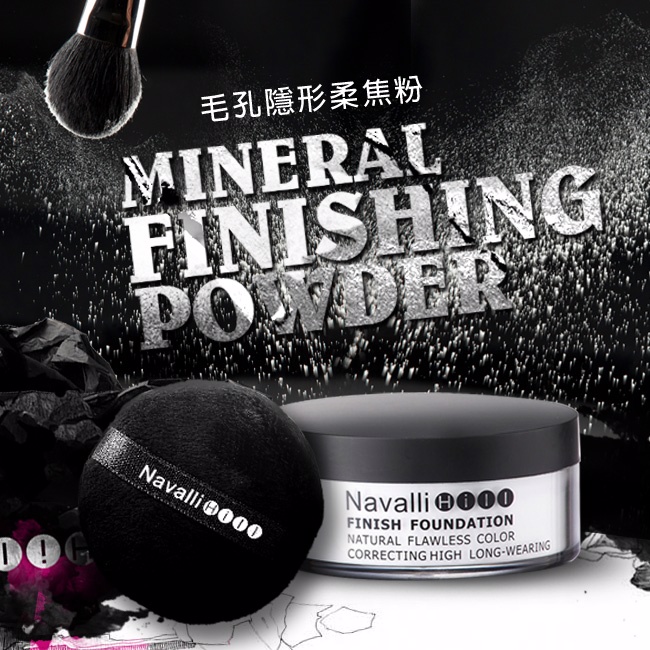 毛孔隱形柔焦粉
MINERAL
FINISHING
POWDER
Navalli Hill
Navalli Hill
FINISH FOUNDATION
NATURAL FLAWLESS COLOR
CORRECTING HIGH LONG-WEARING